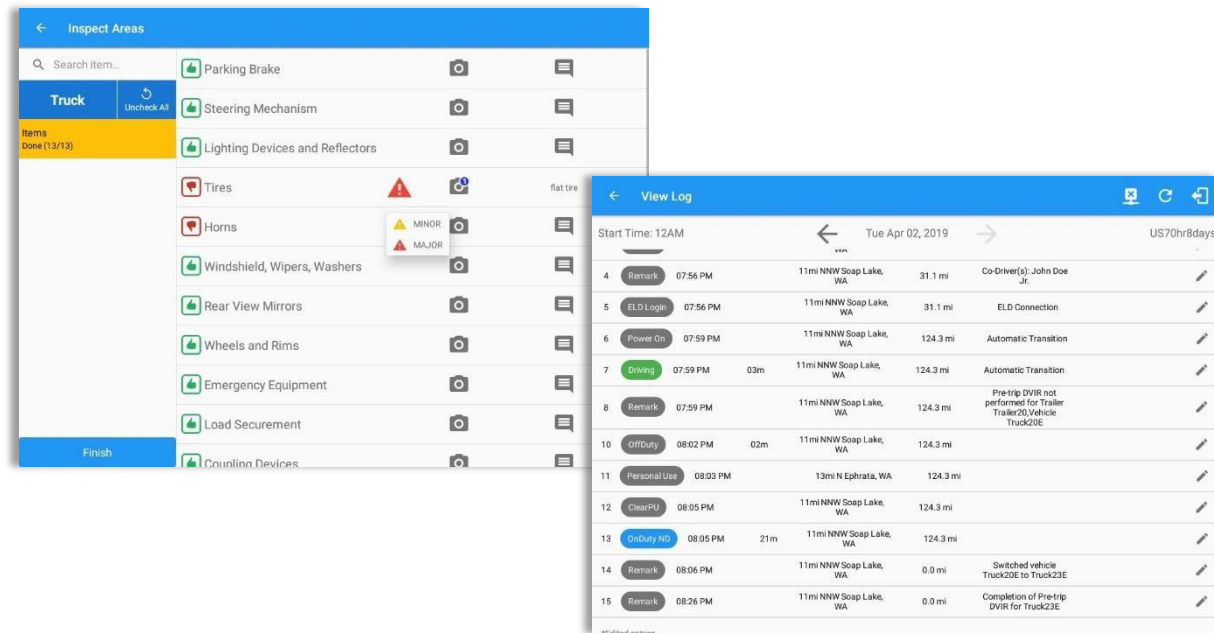 Inspect Areas
Search item...
Truck
Uncheck All
Items
Done (13/13)
Finish
Parking Brake
Steering Mechanism
Lighting Devices and Reflectors
Tires
1
flat tire
Horns
MINOR
MAJOR
Windshield, Wipers, Washers
Rear View Mirrors
Wheels and Rims
Emergency Equipment
Load Securement
Coupling Devices
View Log
Start Time: 12AM
Tue Apr 02, 2019
US70hr8days
WA
4 Remark 07:56 PM 11mi NNW Soap Lake, 31.1 mi Co-Driver(s): John Doe
WA Jr.
5 ELD Login 07:56 PM 11mi NNW Soap Lake, 31.1 mi ELD Connection
WA
6 Power On 07:59 PM 11mi NNW Soap Lake, 124.3 mi Automatic Transition
WA
7 Driving 07:59 PM 03m 11mi NNW Soap Lake, 124.3 mi Automatic Transition
WA
8 Remark 07:59 PM 11mi NNW Soap Lake, 124.3 mi Pre-trip DVIR not
WA performed for Trailer
Trailer20,Vehicle
Truck20E
10 OffDuty 08:02 PM 02m 11mi NNW Soap Lake, 124.3 mi
WA
11 Personal Use 08:03 PM 13mi N Ephrata, WA 124.3 mi
12 ClearPU 08:05 PM 11mi NNW Soap Lake, 124.3 mi
WA
13 OnDuty ND 08:05 PM 21m 11mi NNW Soap Lake, 124.3 mi
WA
14 Remark 08:06 PM 11mi NNW Soap Lake, 0.0 mi Switched vehicle
WA Truck20E to Truck23E
15 Remark 08:26 PM 11mi NNW Soap Lake, 0.0 mi Completion of Pre-trip
WA DVIR for Truck23E
*Edited entries